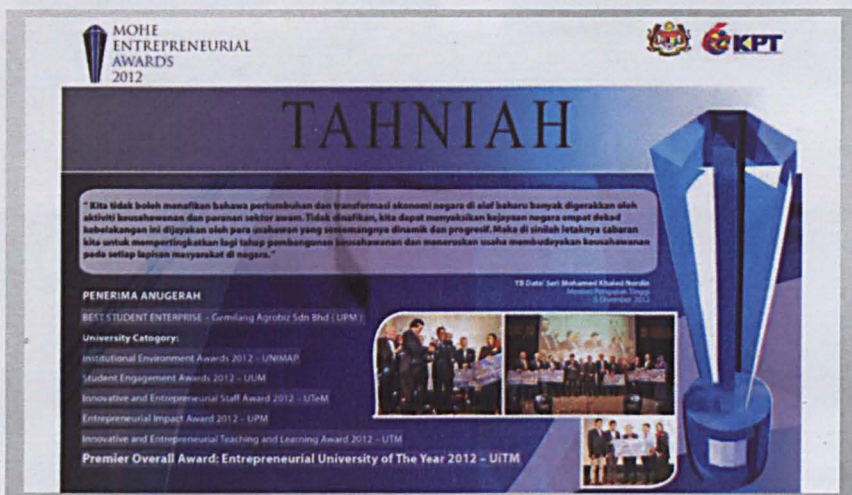 MOHE
ENTREPRENEURIAL
AWARDS
2012
KPT
TAHNIAH
" Kita tidak boleh menafikan bahawa pertumbuhan dan transformasi ekonomi negara di alaf baharu banyak digerakkan oleh
aktiviti keusahawanan dan peranan sektor awam. Tidak dinafikan, kita dapat menyaksikan kejayaan negara empat dekad
kebelakangan ini dijayakan oleh para usahawan yang sememangnya dinamik dan progresif. Maka di sinilah letaknya cabaran
kita untuk mempertingkatkan lagi tahap pembangunan keusahawanan dan meneruskan usaha membudayakan keusahawanan
pada setiap lapisan masyarakat di negara."
YB Dato' Seri Mohamed Khaled Nordin
Menteri Pengajian Tinggi
2012
PENERIMA ANUGERAH
BEST STUDENT ENTERPRISE – Gemilang Agrobiz Sdn Bhd ( UPM )
University Catogory:
Institutional Environment Awards 2012 – UNIMAP
Student Engagement Awards 2012 – UUM
Innovative and Entrepreneurial Staff Award 2012 – UTeM
Entrepreneurial Impact Award 2012 – UPM
Innovative and Entrepreneurial Teaching and Learning Award 2012 – UTM
Premier Overall Award: Entrepreneurial University of The Year 2012 – UiTM